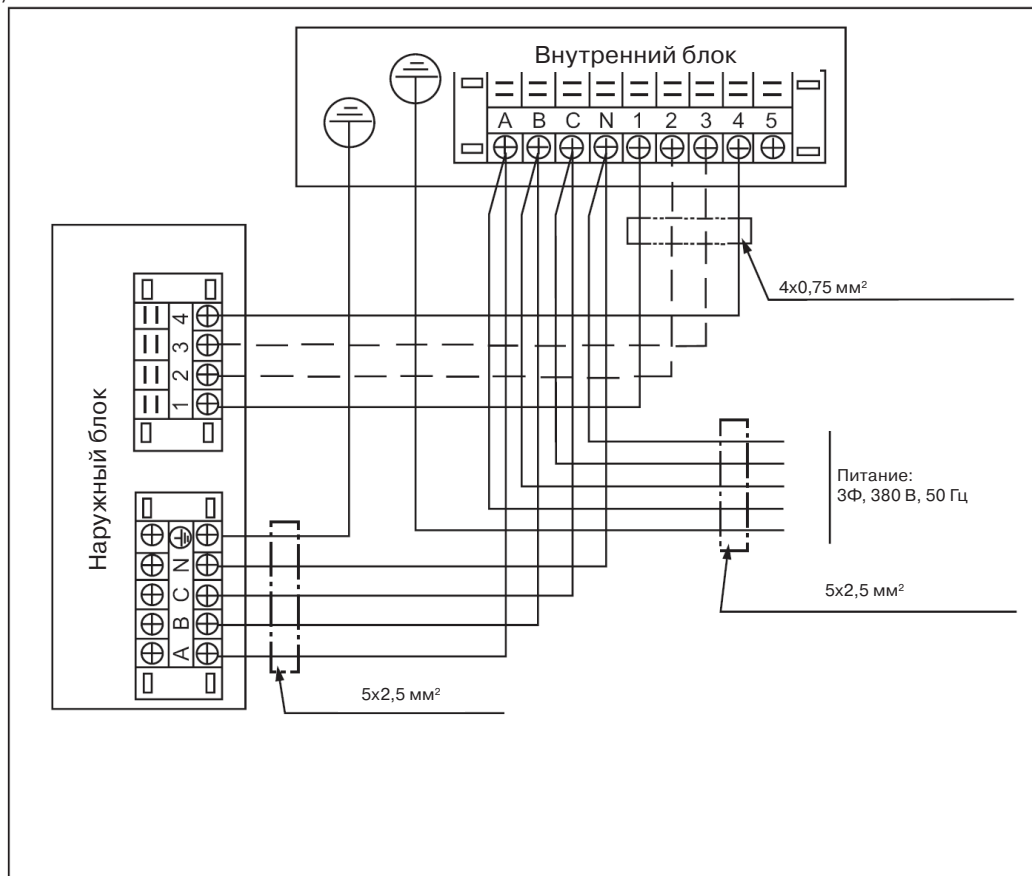 Внутренний блок
A B C N 1 2 3 4 5
4x0,75 мм²
Наружный блок
4
3
2
1
N
C
B
A
Питание:
3Ф, 380 В, 50 Гц
5x2,5 мм²
5x2,5 мм²